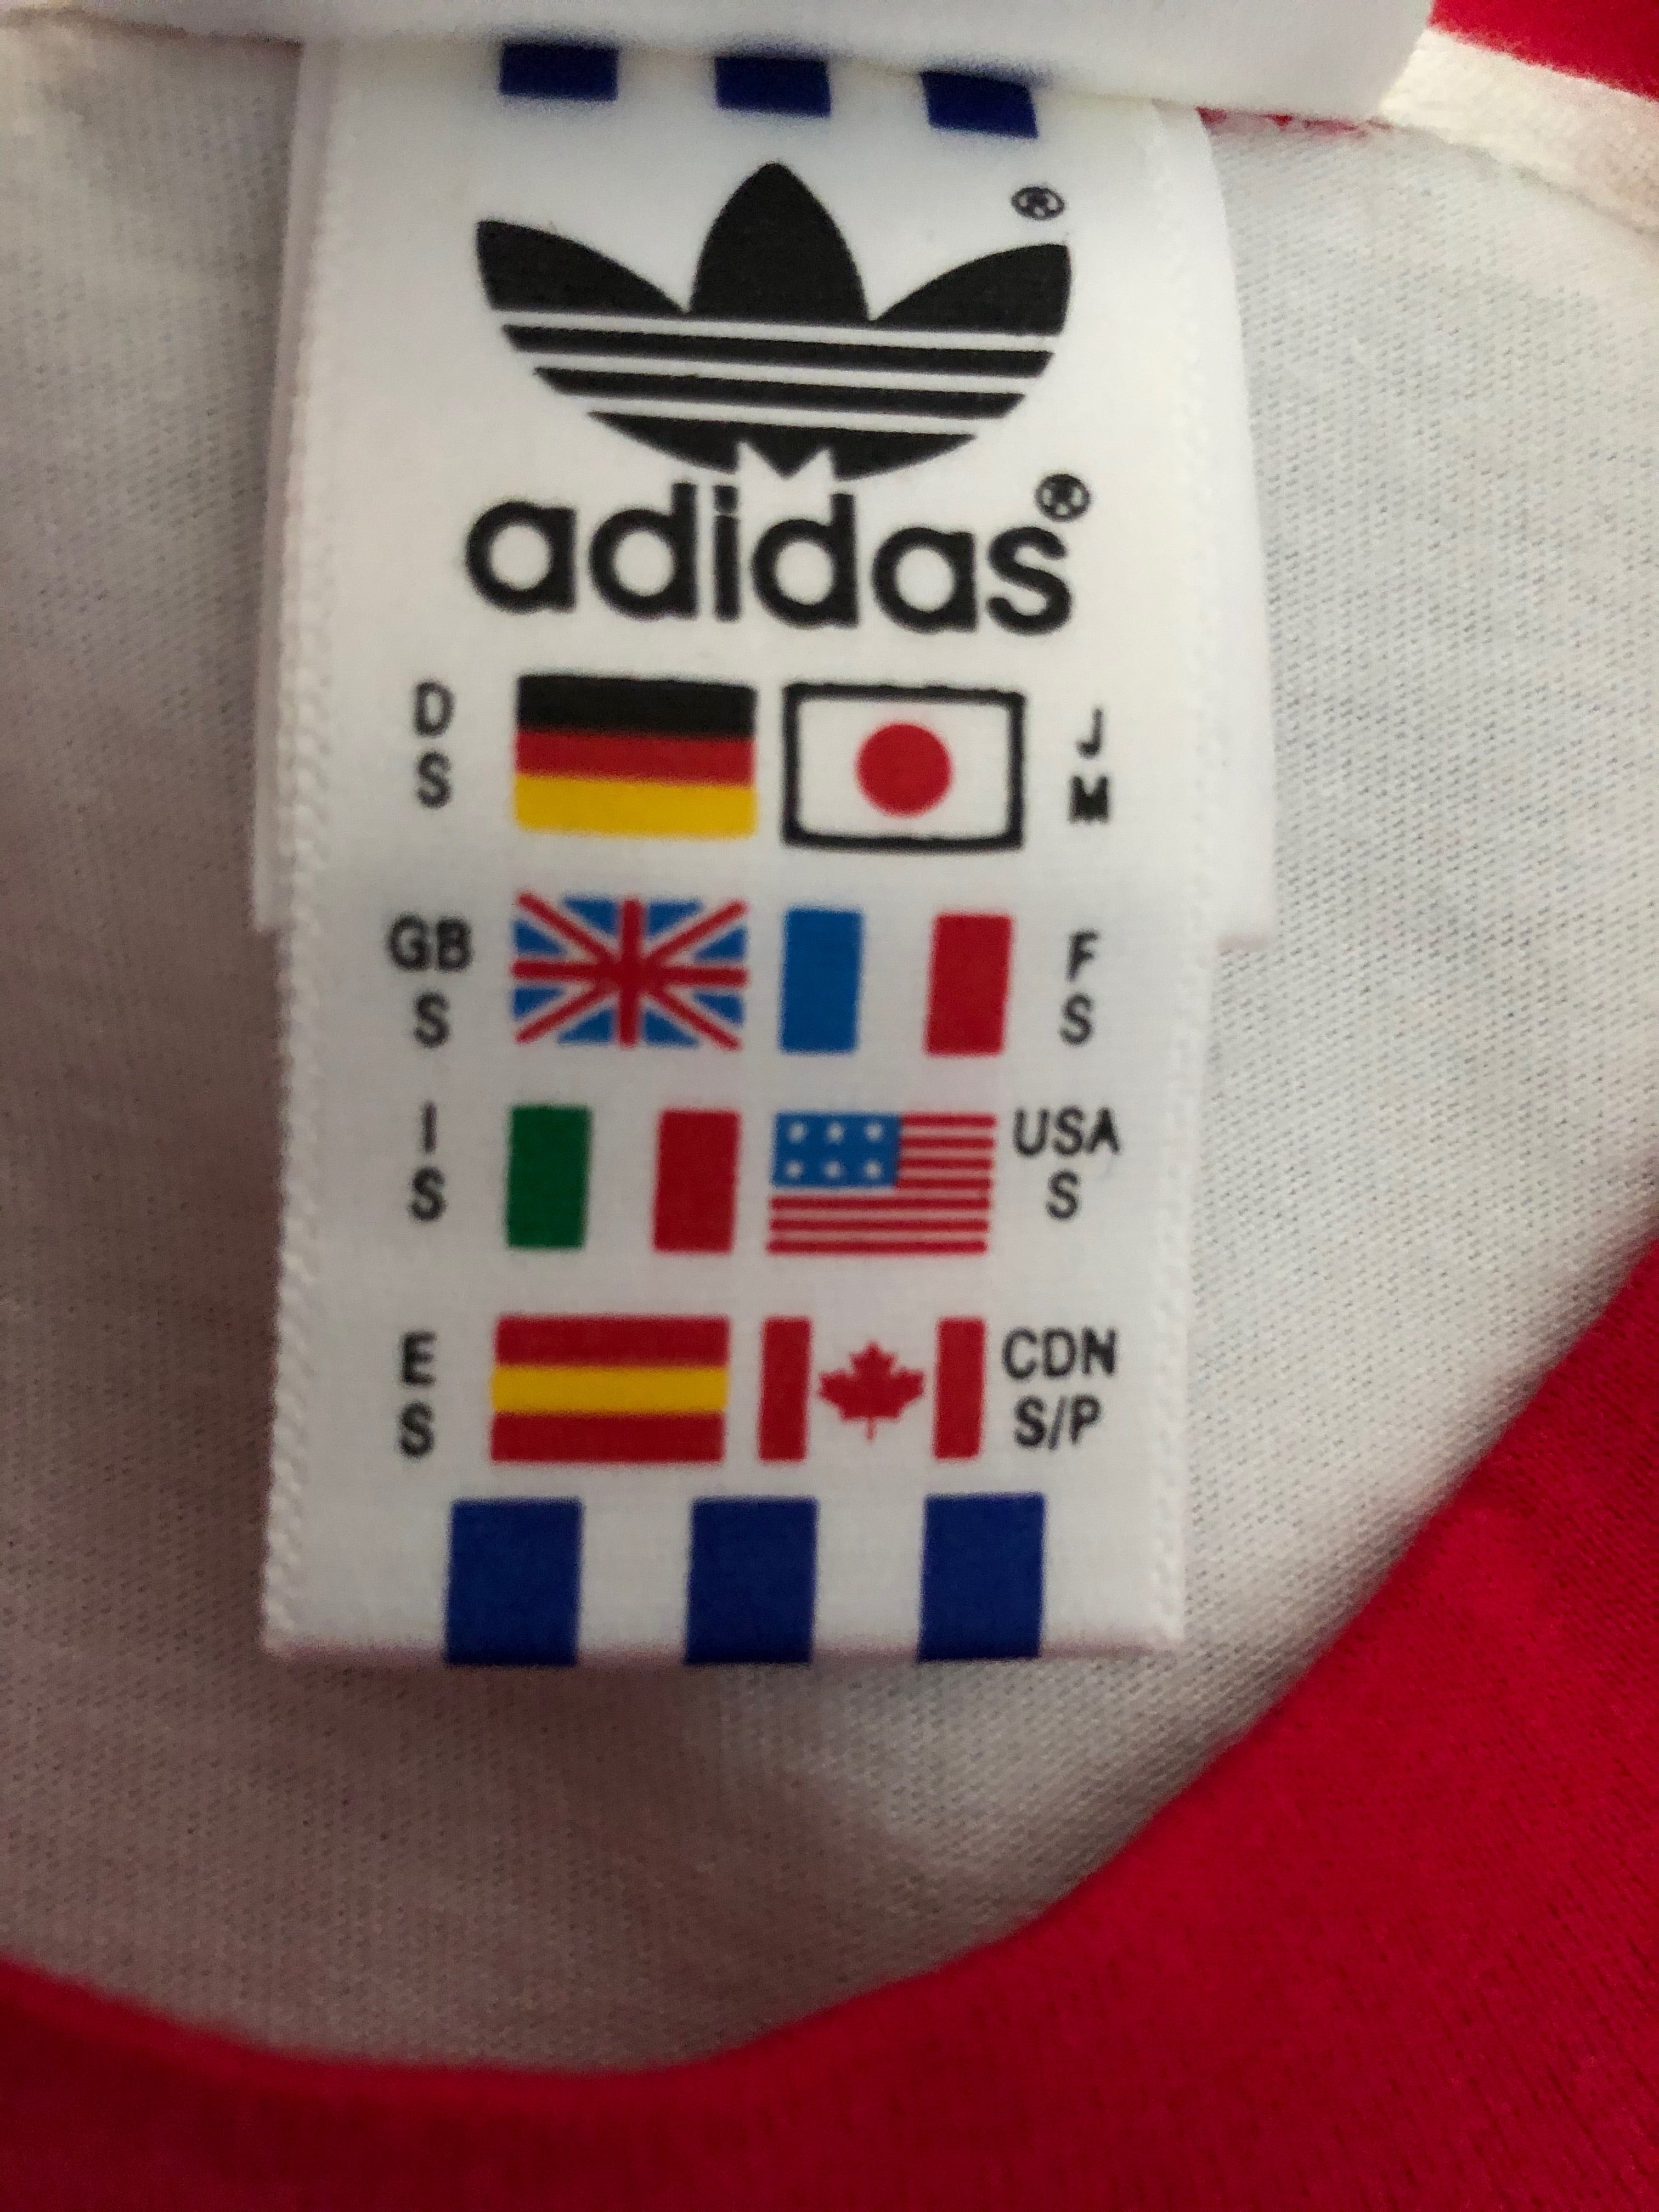 ®
adidas®
D J
S M
GB F
S S
I USA
S S
E CDN
S S/P